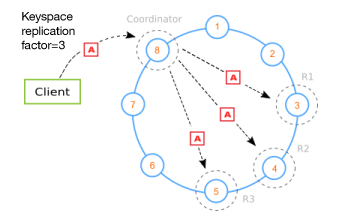 Keyspace
replication
factor=3
Coordinator
A
Client
1
2
3
4
5
6
7
8
A
A
A
R1
R2
R3